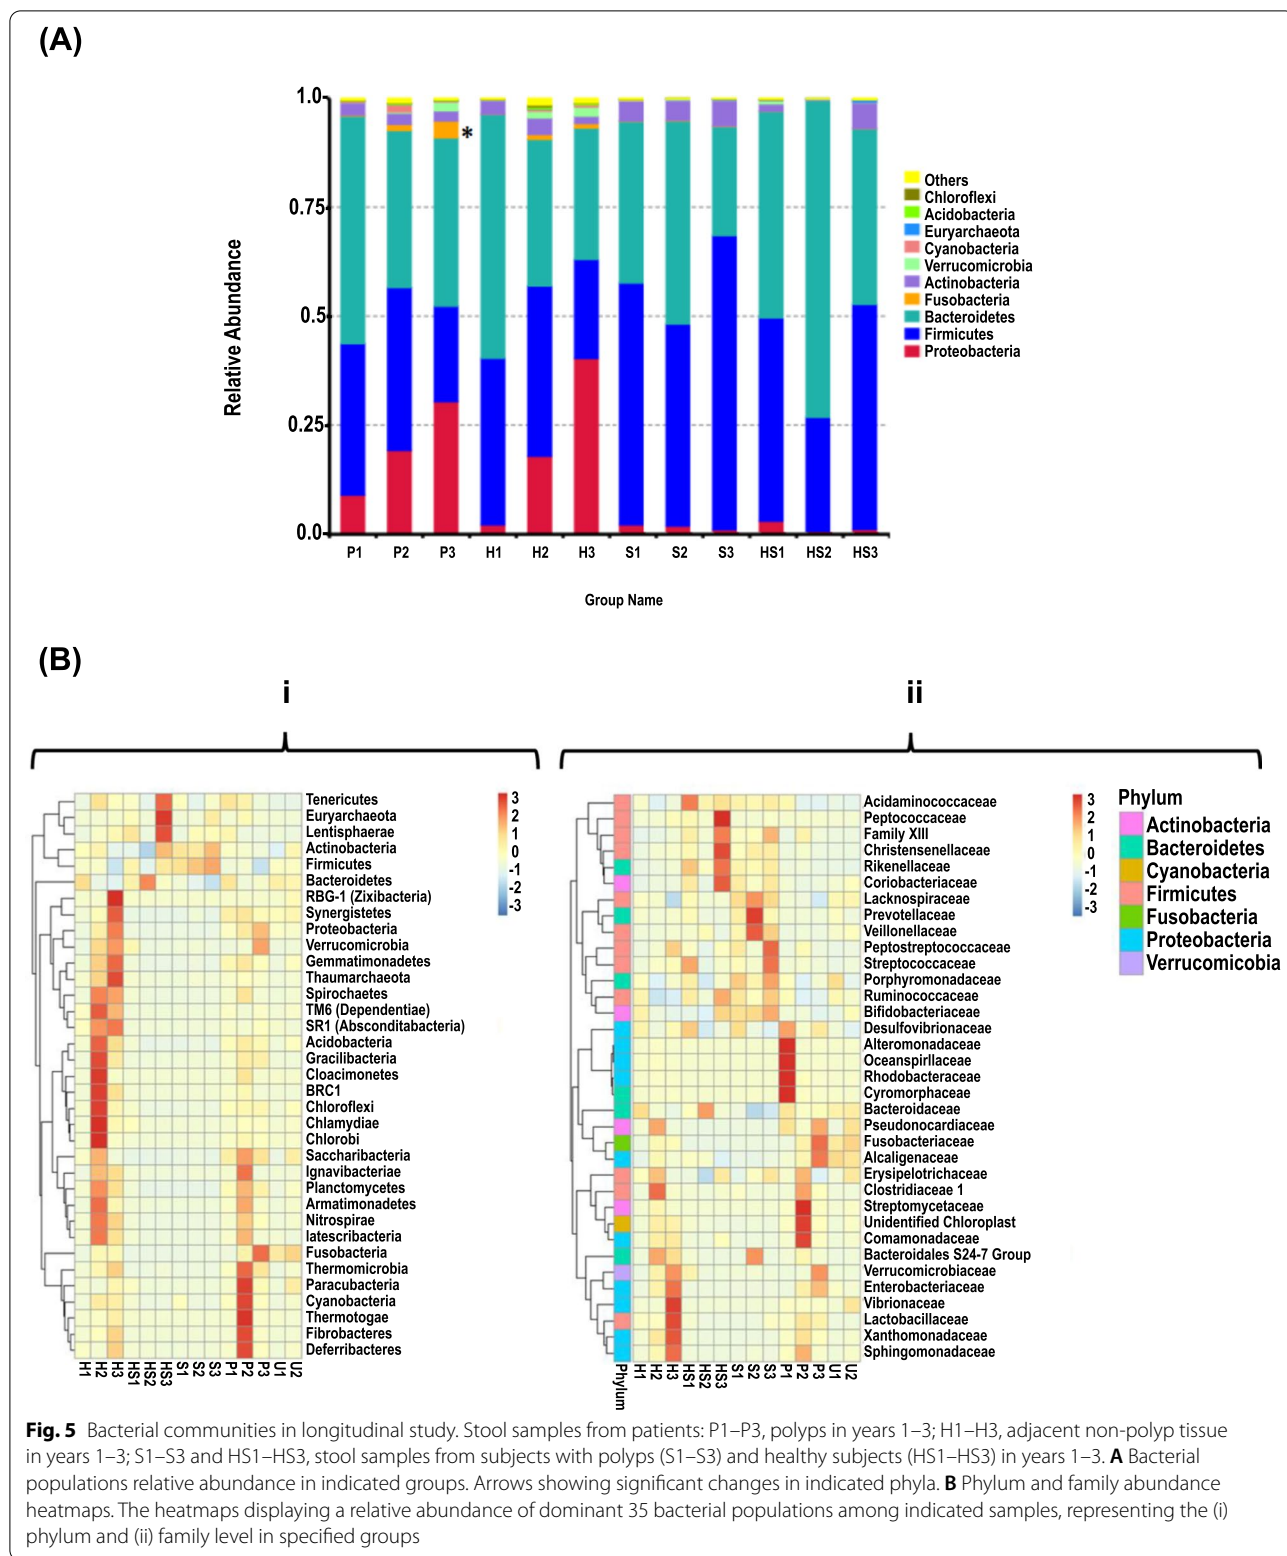 (A)
1.0
0.75
0.5
0.25
0.0
Relative Abundance
*
P1 P2 P3 H1 H2 H3 S1 S2 S3 HS1 HS2 HS3
Group Name
Others
Chloroflexi
Acidobacteria
Euryarchaeota
Cyanobacteria
Verrucomicrobia
Actinobacteria
Fusobacteria
Bacteroidetes
Firmicutes
Proteobacteria
(B)
i
Tenericutes
Euryarchaeota
Lentisphaerae
Actinobacteria
Firmicutes
Bacteroidetes
RBG-1 (Zixibacteria)
Synergistetes
Proteobacteria
Verrucomicrobia
Gemmatimonadetes
Thaumarchaeota
Spirochaetes
TM6 (Dependentiae)
SR1 (Absconditabacteria)
Acidobacteria
Gracilibacteria
Cloacimonetes
BRC1
Chloroflexi
Chlamydiae
Chlorobi
Saccharibacteria
Ignavibacteriae
Planctomycetes
Armatimonadetes
Nitrospirae
latescribacteria
Fusobacteria
Thermomicrobia
Paracubacteria
Cyanobacteria
Thermotogae
Fibrobacteres
Deferribacteres
H1 H2 H3 HS1 HS2 HS3 S1 S2 S3 P1 P2 P3 U1 U2
3
2
1
0
-1
-2
-3
ii
Acidaminococcaceae
Peptococcaceae
Family XIII
Christensenellaceae
Rikenellaceae
Coriobacteriaceae
Lacknospiraceae
Prevotellaceae
Veillonellaceae
Peptostreptococcaceae
Streptococcaceae
Porphyromonadaceae
Ruminococcaceae
Bifidobacteriaceae
Desulfovibrionaceae
Alteromonadaceae
Oceanspirllaceae
Rhodobacteraceae
Cyromorphaceae
Bacteroidaceae
Pseudonocardiaceae
Fusobacteriaceae
Alcaligenaceae
Erysipelotrichaceae
Clostridiaceae 1
Streptomycetaceae
Unidentified Chloroplast
Comamonadaceae
Bacteroidales S24-7 Group
Verrucomicrobiaceae
Enterobacteriaceae
Vibrionaceae
Lactobacillaceae
Xanthomonadaceae
Sphingomonadaceae
Phylum H1 H2 H3 HS1 HS2 HS3 S1 S2 S3 P1 P2 P3 U1 U2
3
2
1
0
-1
-2
-3
Phylum
Actinobacteria
Bacteroidetes
Cyanobacteria
Firmicutes
Fusobacteria
Proteobacteria
Verrucomicobia
Fig. 5 Bacterial communities in longitudinal study. Stool samples from patients: P1–P3, polyps in years 1–3; H1–H3, adjacent non-polyp tissue
in years 1–3; S1–S3 and HS1–HS3, stool samples from subjects with polyps (S1–S3) and healthy subjects (HS1–HS3) in years 1–3. A Bacterial
populations relative abundance in indicated groups. Arrows showing significant changes in indicated phyla. B Phylum and family abundance
heatmaps. The heatmaps displaying a relative abundance of dominant 35 bacterial populations among indicated samples, representing the (i)
phylum and (ii) family level in specified groups